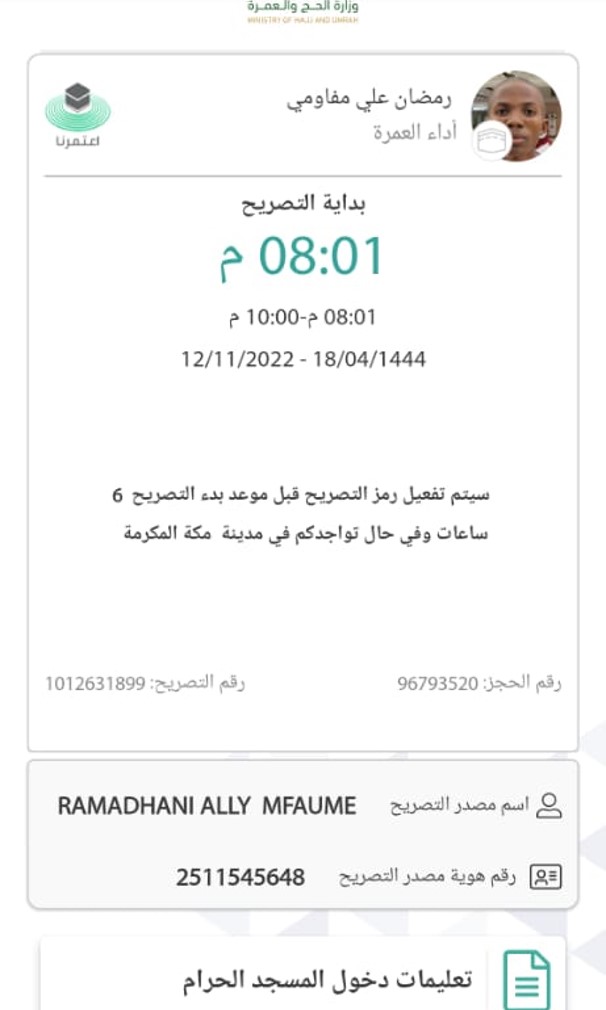 وزارة الحـج والعـمـرة
MINISTRY OF HAJJ AND UMRAH
رمضان علي مفاومي
أداء العمرة
اعتمرنا
بداية التصريح
08:01 م
08:01 م-10:00 م
12/11/2022 - 18/04/1444
سيتم تفعيل رمز التصريح قبل موعد بدء التصريح 6
ساعات وفي حال تواجدكم في مدينة مكة المكرمة
رقم الحجز: 96793520
رقم التصريح: 1012631899
اسم مصدر التصريح RAMADHANI ALLY MFAUME
رقم هوية مصدر التصريح 2511545648
تعليمات دخول المسجد الحرام